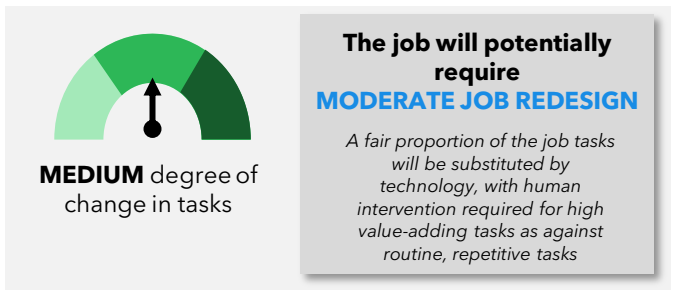 MEDIUM degree of
change in tasks
The job will potentially
require
MODERATE JOB REDESIGN
A fair proportion of the job tasks
will be substituted by
technology, with human
intervention required for high
value-adding tasks as against
routine, repetitive tasks